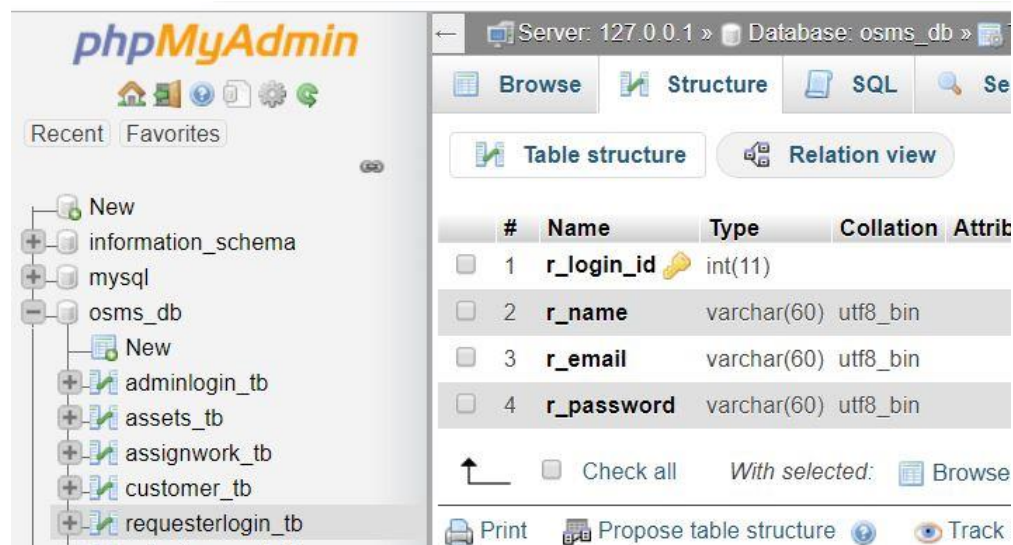 phpMyAdmin
Recent Favorites
New
information_schema
mysql
osms_db
New
adminlogin_tb
assets_tb
assignwork_tb
customer_tb
requesterlogin_tb
Server: 127.0.0.1 » Database: osms_db »
Browse Structure SQL Se
Table structure Relation view
# Name Type Collation Attrib
1 r_login_id int(11)
2 r_name varchar(60) utf8_bin
3 r_email varchar(60) utf8_bin
4 r_password varchar(60) utf8_bin
Check all With selected: Browse
Print Propose table structure Track